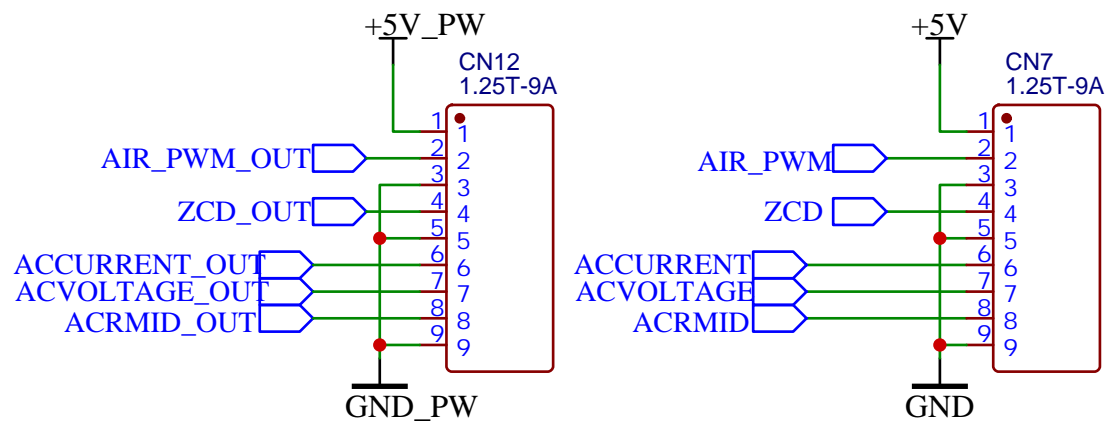 +5V_PW
CN12
1.25T-9A
1 1
AIR_PWM_OUT 2 2
3 3
ZCD_OUT 4 4
5 5
ACCURRENT_OUT 6 6
ACVOLTAGE_OUT 7 7
ACRMID_OUT 8 8
9 9
GND_PW
+5V
CN7
1.25T-9A
1 1
AIR_PWM 2 2
3 3
ZCD 4 4
5 5
ACCURRENT 6 6
ACVOLTAGE 7 7
ACRMID 8 8
9 9
GND